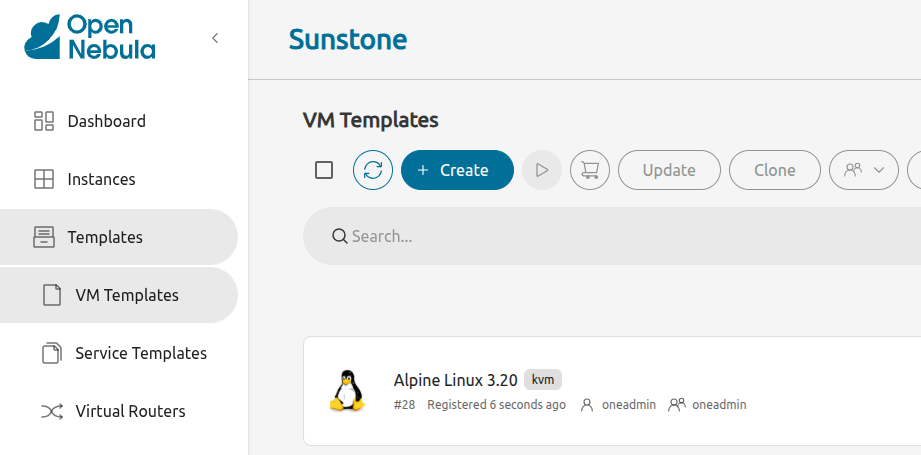 Open
Nebula
Sunstone
Dashboard
Instances
Templates
VM Templates
Service Templates
Virtual Routers
VM Templates
+ Create
Update
Clone
Search...
Alpine Linux 3.20 kvm
#28 Registered 6 seconds ago oneadmin oneadmin